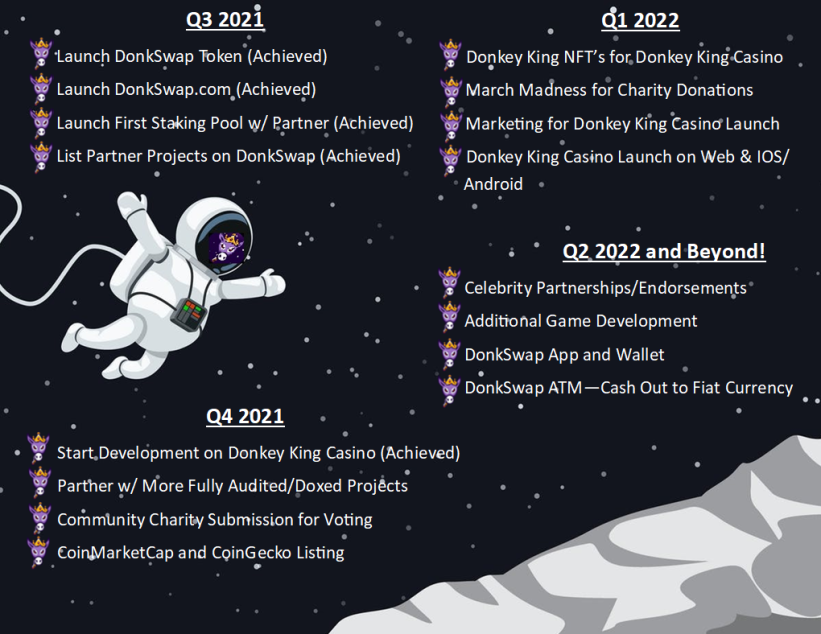 Q3 2021
Launch DonkSwap Token (Achieved)
Launch DonkSwap.com (Achieved)
Launch First Staking Pool w/ Partner (Achieved)
List Partner Projects on DonkSwap (Achieved)
Q4 2021
Start Development on Donkey King Casino (Achieved)
Partner w/ More Fully Audited/Doxed Projects
Community Charity Submission for Voting
CoinMarketCap and CoinGecko Listing
Q1 2022
Donkey King NFT’s for Donkey King Casino
March Madness for Charity Donations
Marketing for Donkey King Casino Launch
Donkey King Casino Launch on Web & IOS/
Android
Q2 2022 and Beyond!
Celebrity Partnerships/Endorsements
Additional Game Development
DonkSwap App and Wallet
DonkSwap ATM—Cash Out to Fiat Currency